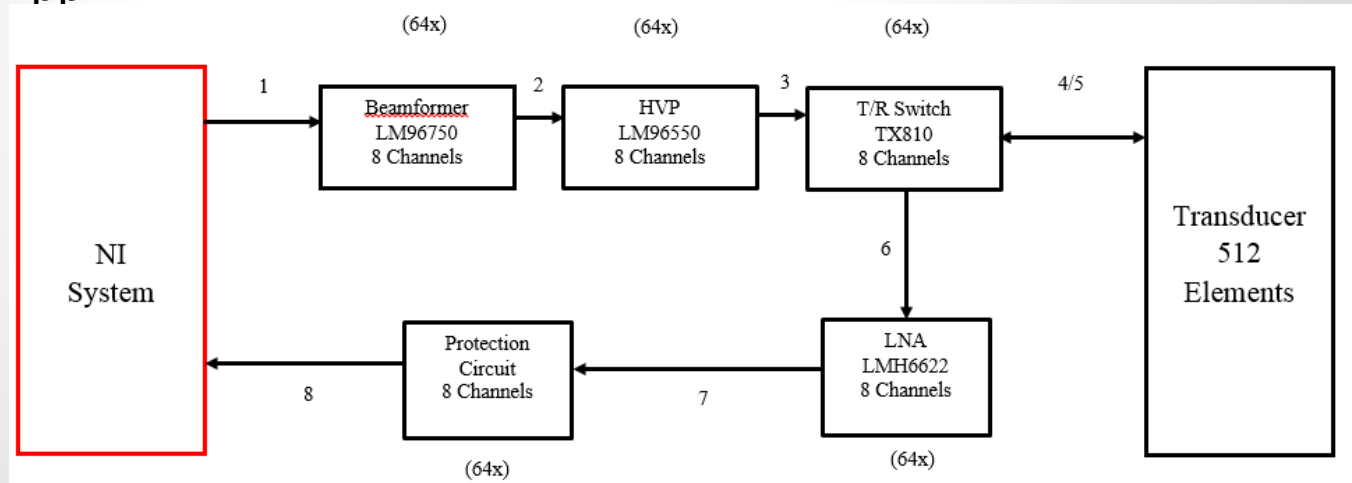 (64x)
(64x)
(64x)
1
2
3
4/5
Beamformer
LM96750
8 Channels
HVP
LM96550
8 Channels
T/R Switch
TX810
8 Channels
NI
System
Transducer
512
Elements
6
LNA
LMH6622
8 Channels
Protection
Circuit
8 Channels
7
8
(64x)
(64x)